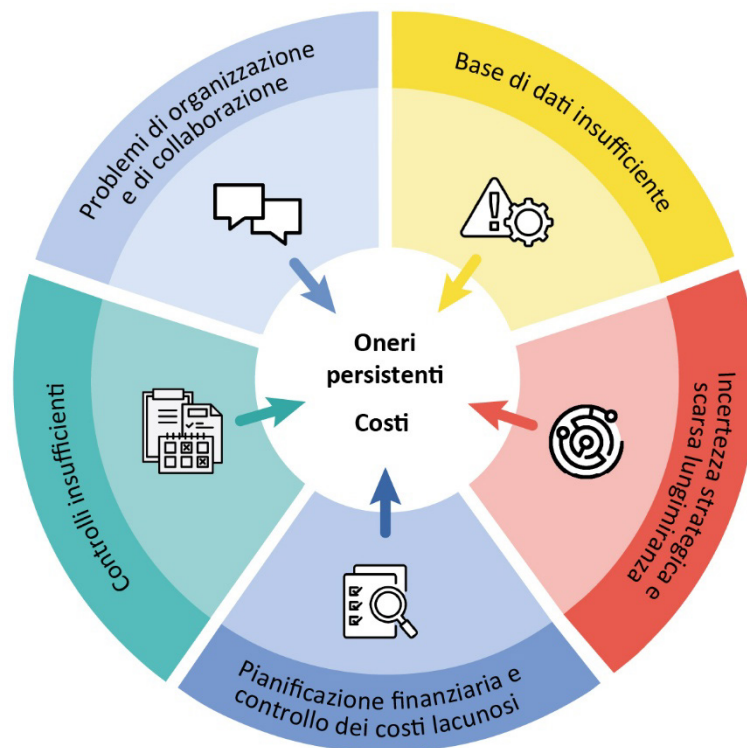 Problemi di organizzazione
e di collaborazione
Base di dati insufficiente
Incertezza strategica e
scarsa lungimiranza
Pianificazione finanziaria e
controllo dei costi lacunosi
Controlli insufficienti
Oneri
persistenti
Costi